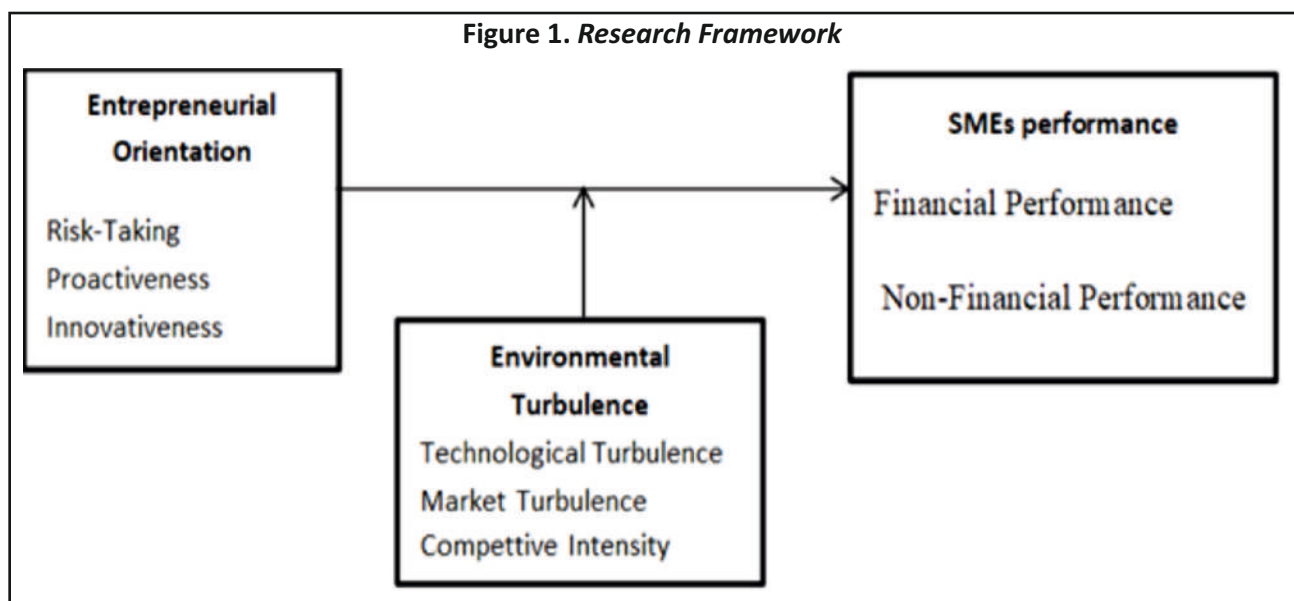 Figure 1. Research Framework
Entrepreneurial
Orientation
Risk-Taking
Proactiveness
Innovativeness
Environmental
Turbulence
Technological Turbulence
Market Turbulence
Compettive Intensity
SMEs performance
Financial Performance
Non-Financial Performance